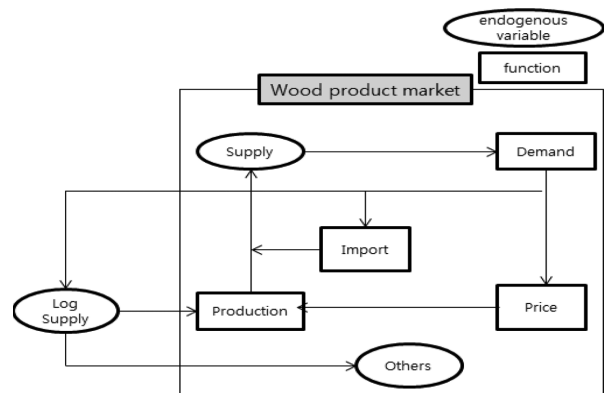 endogenous
variable
function
Wood product market
Supply
Demand
Import
Log
Supply
Production
Price
Others